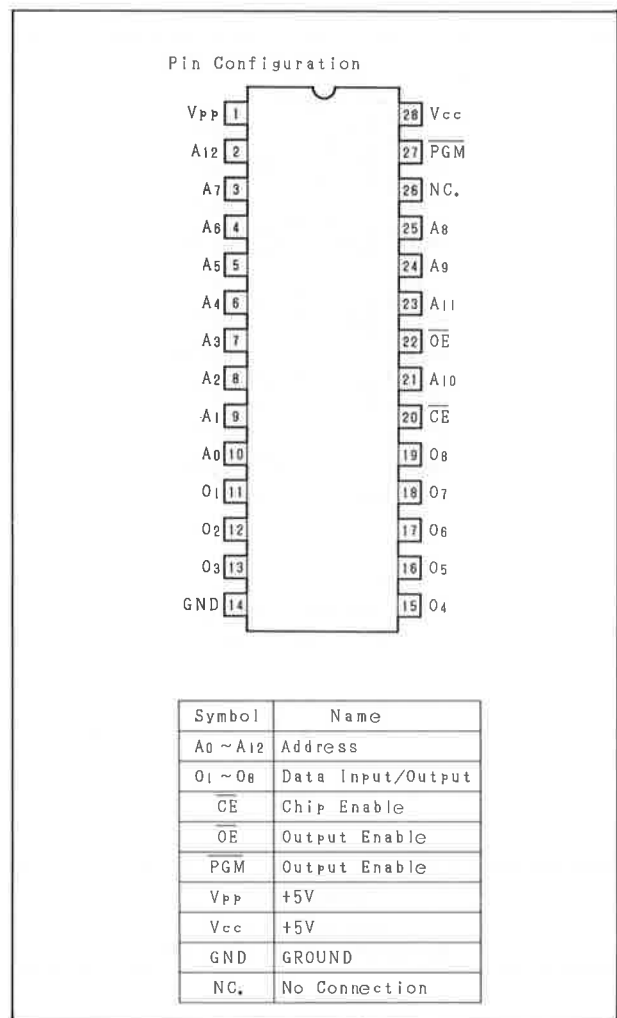 Pin Configuration
VPP 1 28 Vcc
A12 2 27 PGM
A7 3 26 NC.
A6 4 25 A8
A5 5 24 A9
A4 6 23 A11
A3 7 22 OE
A2 8 21 A10
A1 9 20 CE
A0 10 19 O8
O1 11 18 O7
O2 12 17 O6
O3 13 16 O5
GND 14 15 O4
Symbol Name
A0 ~ A12 Address
O1 ~ O8 Data Input/Output
CE Chip Enable
OE Output Enable
PGM Output Enable
VPP +5V
Vcc +5V
GND GROUND
NC. No Connection